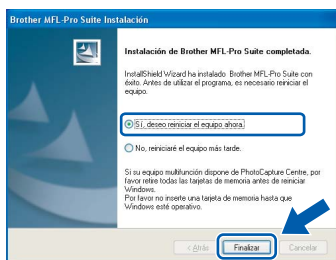 Brother MFL-Pro Suite Instalación
Instalación de Brother MFL-Pro Suite completada.
InstallShield Wizard ha instalado Brother MFL-Pro Suite con
éxito. Antes de utilizar el programa, es necesario reiniciar el
equipo.
Sí, deseo reiniciar el equipo ahora.
No, reiniciaré el equipo más tarde.
Si su equipo multifunción dispone de PhotoCapture Centre, por
favor retire todas las tarjetas de memoria antes de reiniciar
Windows.
Por favor no inserte una tarjeta de memoria hasta que
Windows esté operativo.
< Atrás
Finalizar
Cancelar